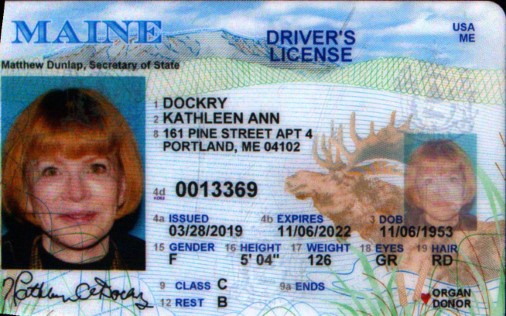 MAINE
DRIVER'S
LICENSE
USA
ME
Matthew Dunlap, Secretary of State
1 DOCKRY
2 KATHLEEN ANN
8 161 PINE STREET APT 4
PORTLAND, ME 04102
4d 0013369
4a ISSUED 4b EXPIRES 3 DOB
03/28/2019 11/06/2022 11/06/1953
15 GENDER 16 HEIGHT 17 WEIGHT 18 EYES 19 HAIR
F 5' 04" 126 GR RD
9 CLASS C 9a ENDS
12 REST B
ORGAN
DONOR
Kathleen A Dockry